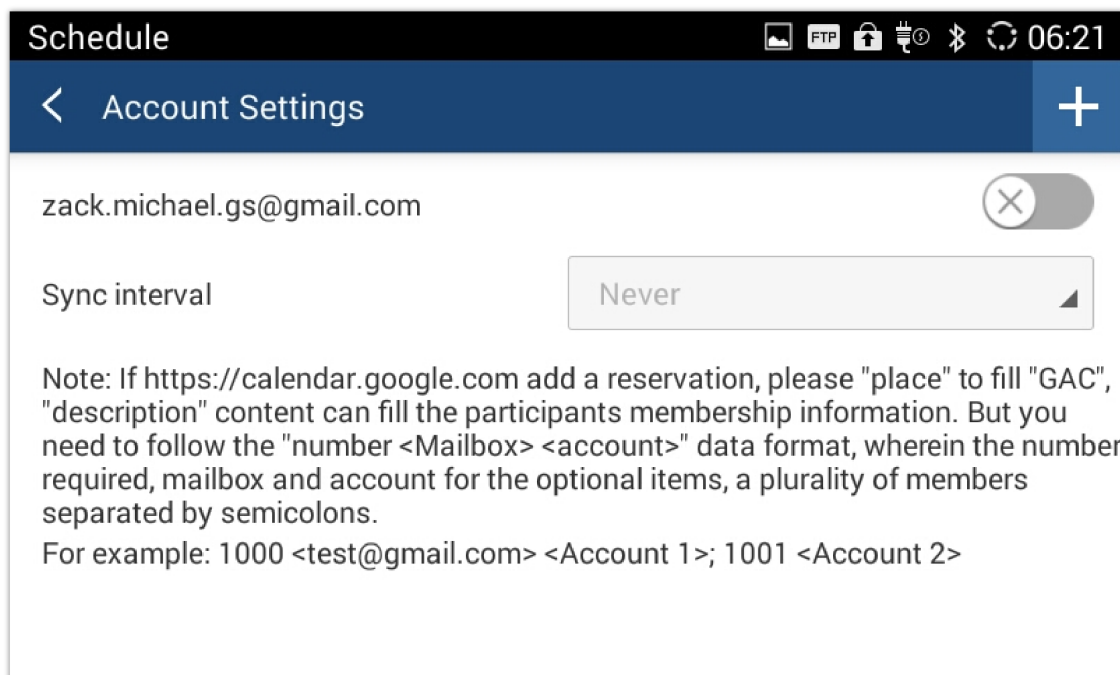 Schedule
FTP
06:21
Account Settings
zack.michael.gs@gmail.com
Sync interval
Never
Note: If https://calendar.google.com add a reservation, please "place" to fill "GAC",
"description" content can fill the participants membership information. But you
need to follow the "number <Mailbox> <account>" data format, wherein the number
required, mailbox and account for the optional items, a plurality of members
separated by semicolons.
For example: 1000 <test@gmail.com> <Account 1>; 1001 <Account 2>